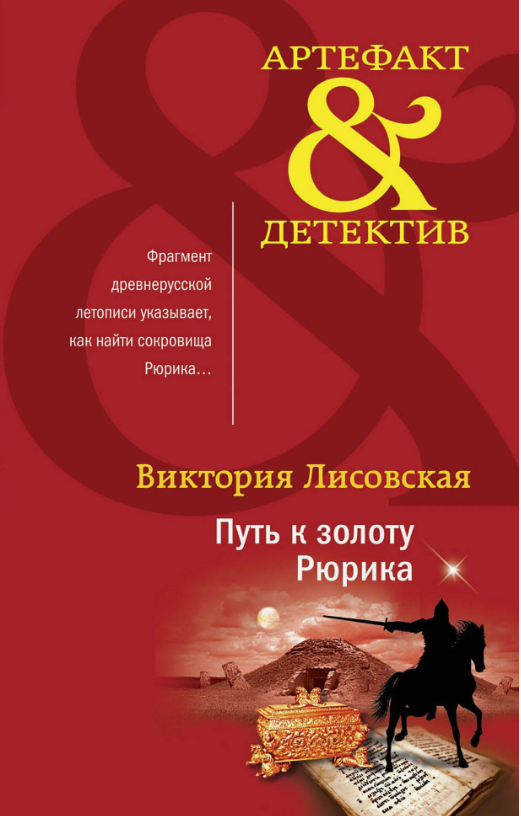 АРТЕФАКТ
&
ДЕТЕКТИВ
Фрагмент
древнерусской
летописи указывает,
как найти сокровища
Рюрика...
Виктория Лисовская
Путь к золоту
Рюрика